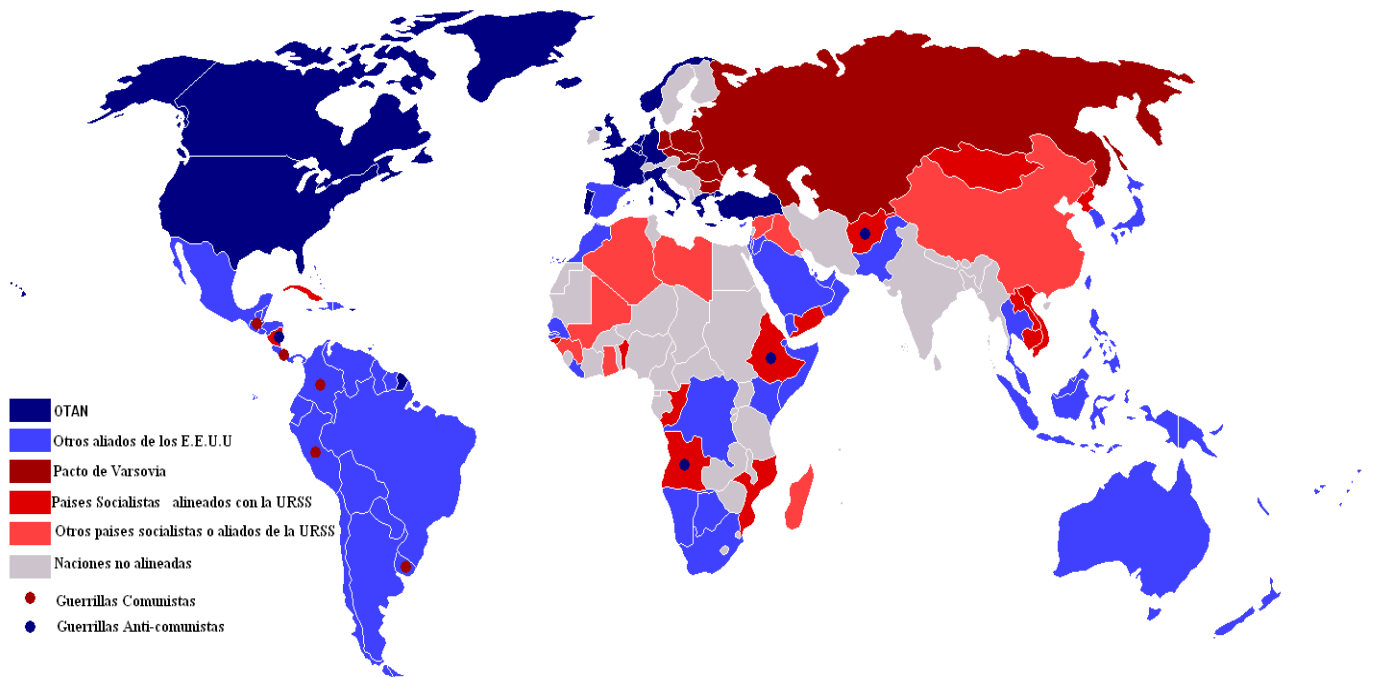 OTAN
Otros aliados de los E.E.U.U
Pacto de Varsovia
Paises Socialistas alineados con la URSS
Otros paises socialistas o aliados de la URSS
Naciones no alineadas
Guerrillas Comunistas
Guerrillas Anti-comunistas